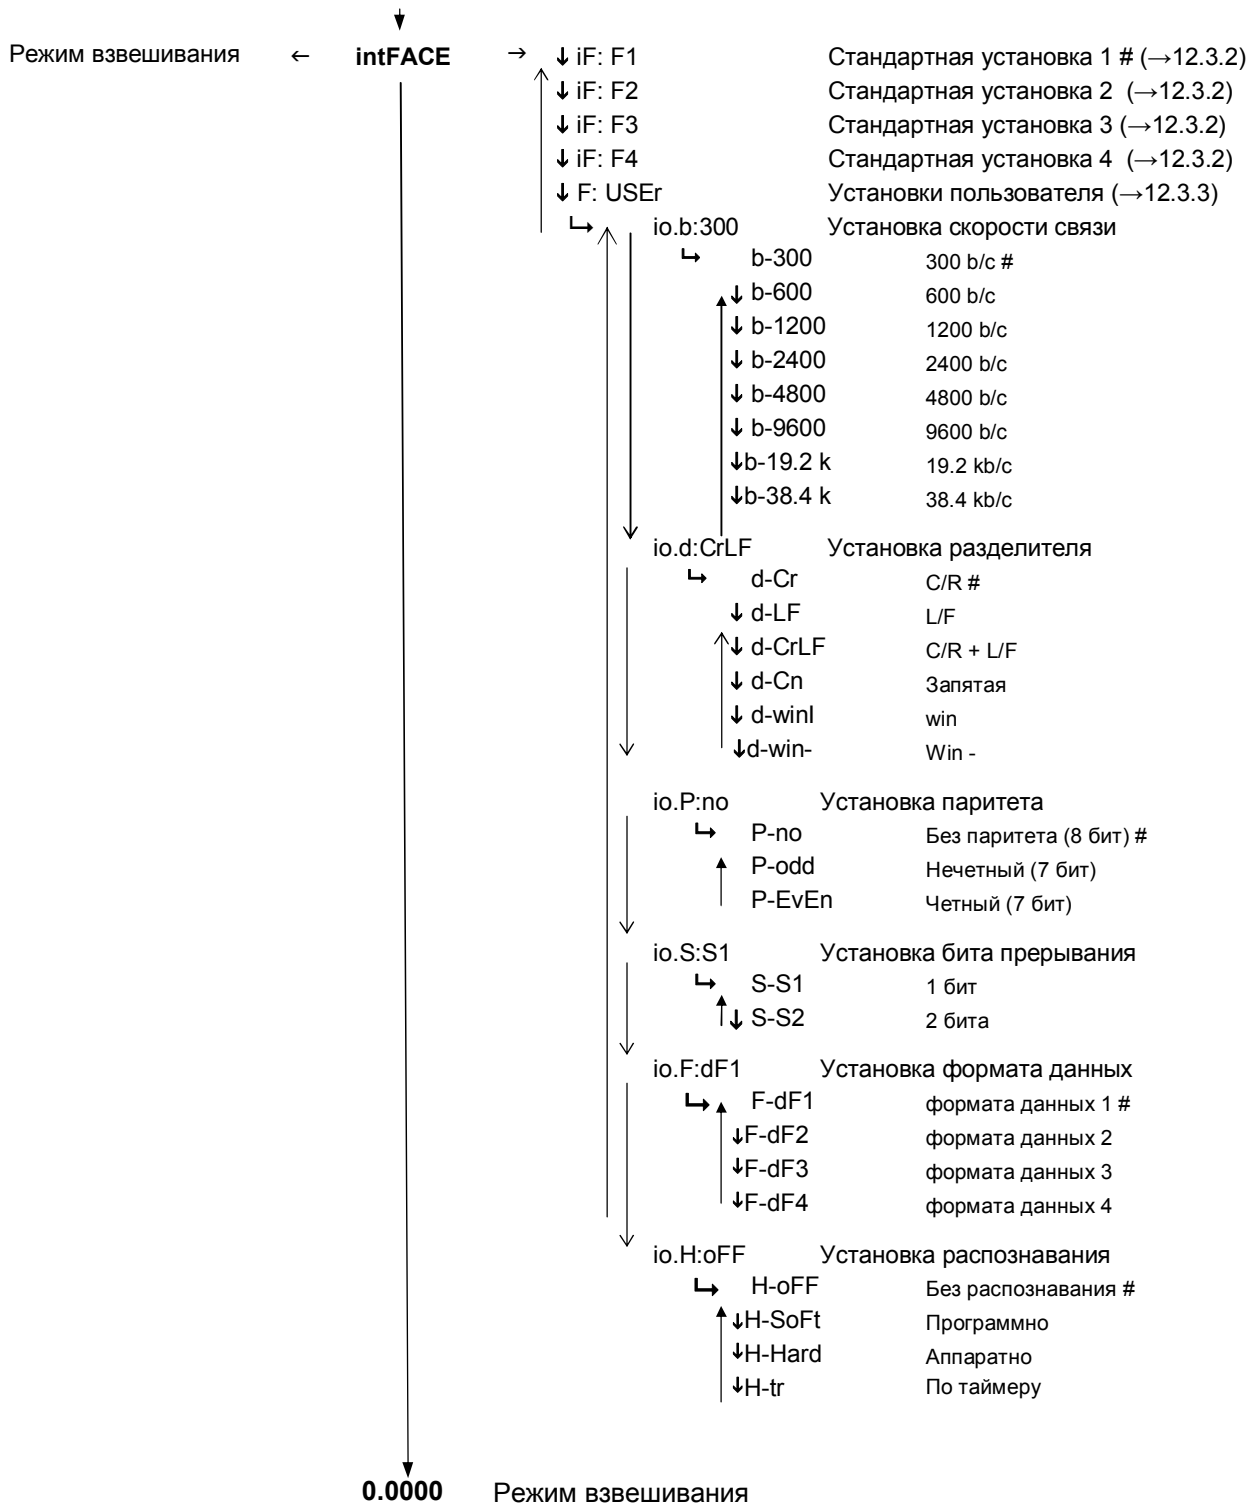 Режим взвешивания ← intFACE → ↓ iF: F1 Стандартная установка 1 # (→12.3.2)
↓ iF: F2 Стандартная установка 2 (→12.3.2)
↓ iF: F3 Стандартная установка 3 (→12.3.2)
↓ iF: F4 Стандартная установка 4 (→12.3.2)
↓ F: USEr Установки пользователя (→12.3.3)
io.b:300 Установка скорости связи
b-300 300 b/c #
↓ b-600 600 b/c
↓ b-1200 1200 b/c
↓ b-2400 2400 b/c
↓ b-4800 4800 b/c
↓ b-9600 9600 b/c
↓b-19.2 k 19.2 kb/c
↓b-38.4 k 38.4 kb/c
io.d:CrLF Установка разделителя
d-Cr C/R #
↓ d-LF L/F
↓ d-CrLF C/R + L/F
↓ d-Cn Запятая
↓ d-winI win
↓d-win- Win -
io.P:no Установка паритета
P-no Без паритета (8 бит) #
P-odd Нечетный (7 бит)
P-EvEn Четный (7 бит)
io.S:S1 Установка бита прерывания
S-S1 1 бит
↓ S-S2 2 бита
io.F:dF1 Установка формата данных
F-dF1 формата данных 1 #
↓F-dF2 формата данных 2
↓F-dF3 формата данных 3
↓F-dF4 формата данных 4
io.H:oFF Установка распознавания
H-oFF Без распознавания #
↓H-SoFt Программно
↓H-Hard Аппаратно
↓H-tr По таймеру
0.0000 Режим взвешивания